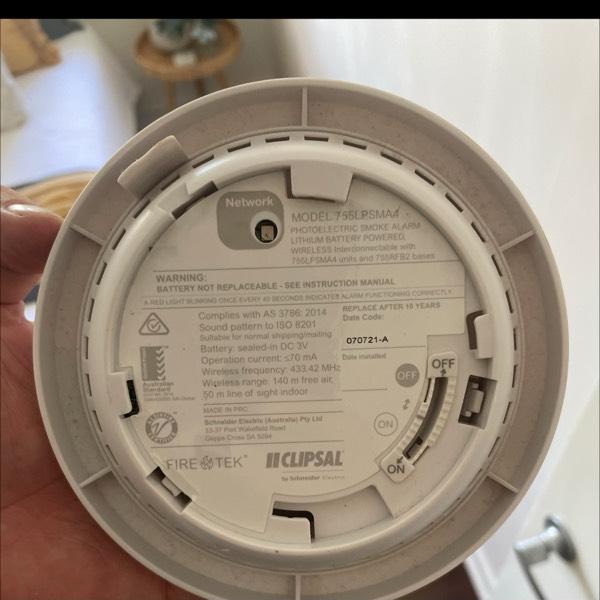 Network
MODEL 755LPSMA4
PHOTOELECTRIC SMOKE ALARM
LITHIUM BATTERY POWERED,
WIRELESS Interconnectable with
755LPSMA4 units and 755RFB2 bases
WARNING:
BATTERY NOT REPLACEABLE - SEE INSTRUCTION MANUAL
A RED LIGHT BLINKING ONCE EVERY 40 SECONDS INDICATES ALARM FUNCTIONING CORRECTLY.
Complies with AS 3786: 2014
Sound pattern to ISO 8201
Suitable for normal shipping/mailing
Battery: sealed-in DC 3V
Operation current: ≤70 mA
Wireless frequency: 433.42 MHz
Wireless range: 140 m free air,
50 m line of sight indoor
REPLACE AFTER 10 YEARS
Date Code:
070721-A
Date installed
OFF
OFF
ON
ON
Australian
Standard
MADE IN PRC
Schneider Electric (Australia) Pty Ltd
33-37 Port Wakefield Road
Gepps Cross SA 5094
FIRE TEK
CLIPSAL
by Schneider Electric